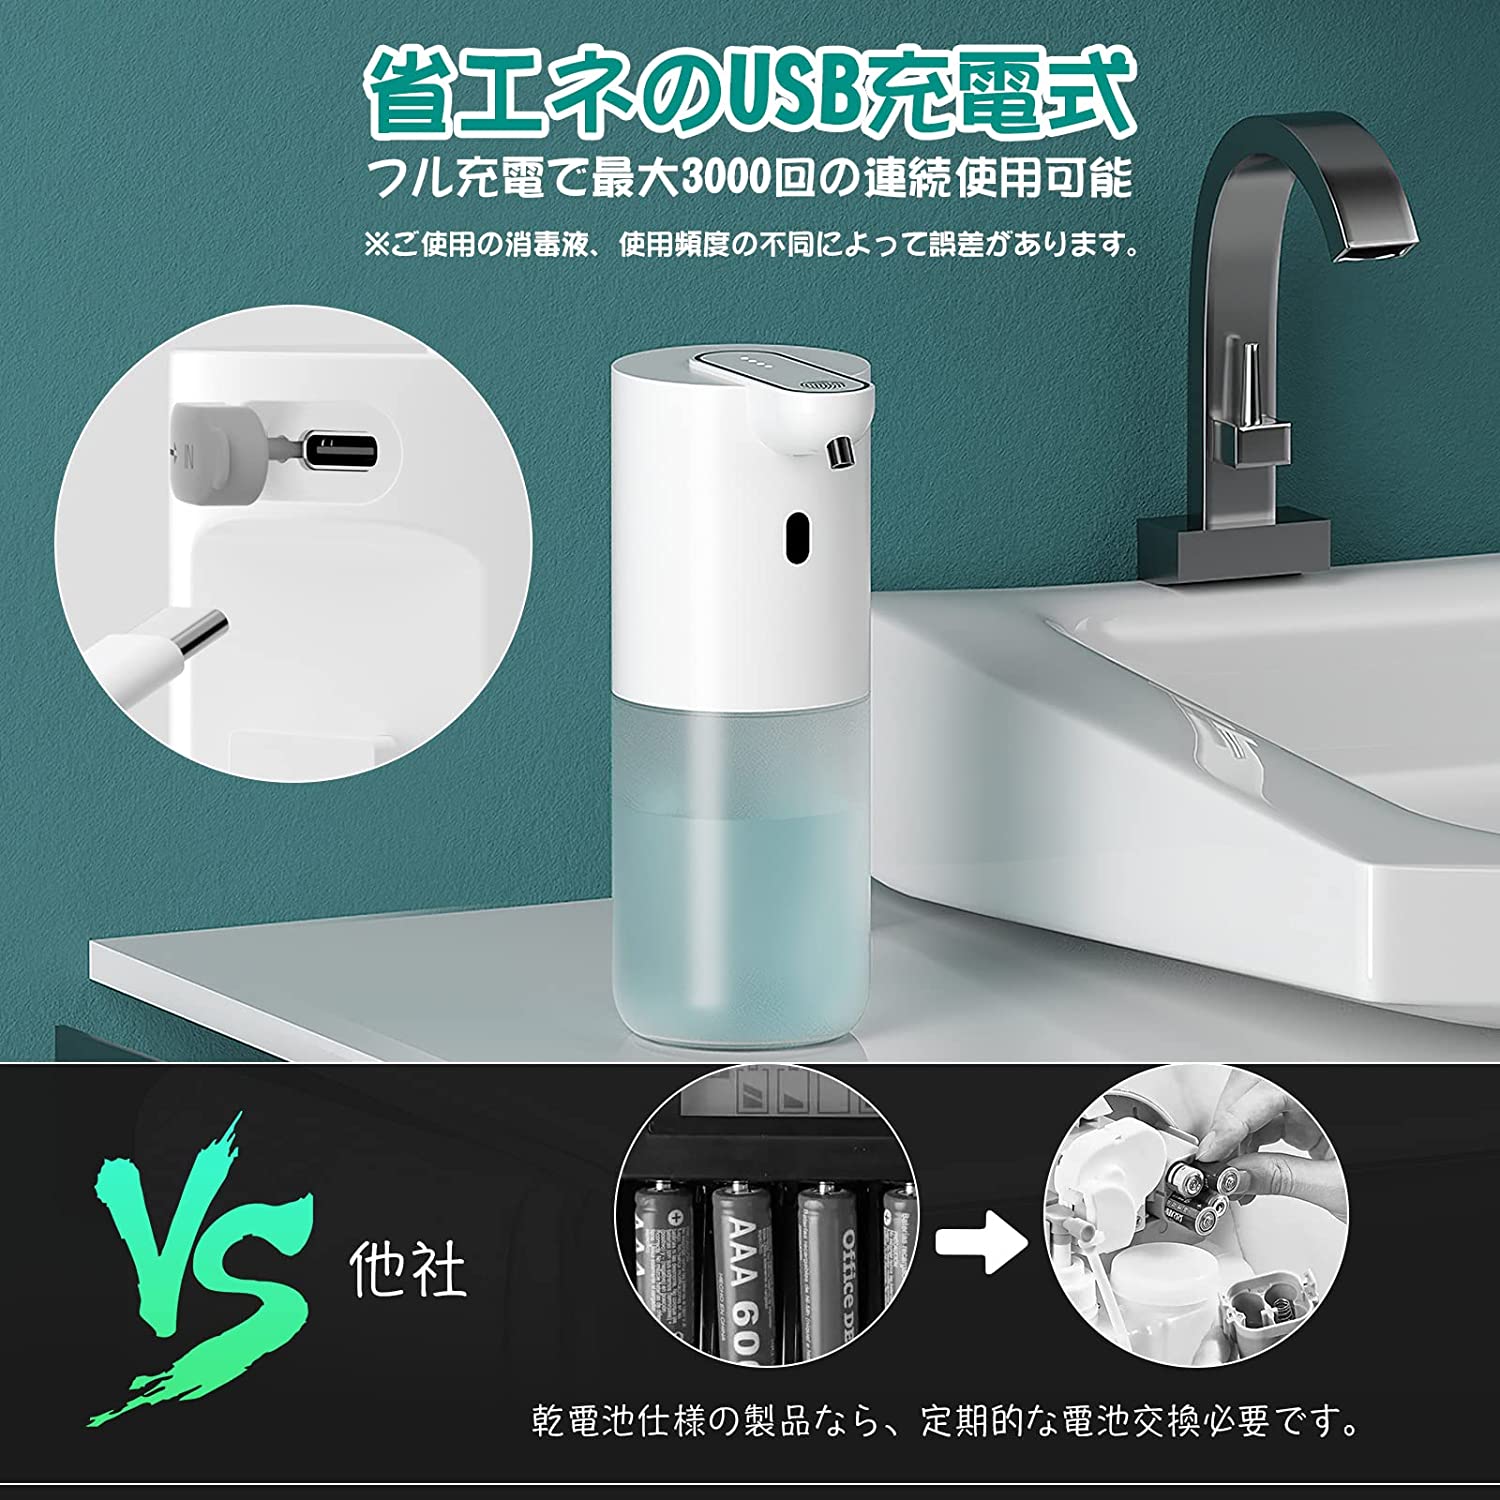 省エネのUSB充電式
フル充電で最大3000回の連続使用可能
※ご使用の消毒液、使用頻度の不同によって誤差があります。
IN
VS
他社
AAA 600
Office DE
乾電池仕様の製品なら、定期的な電池交換必要です。